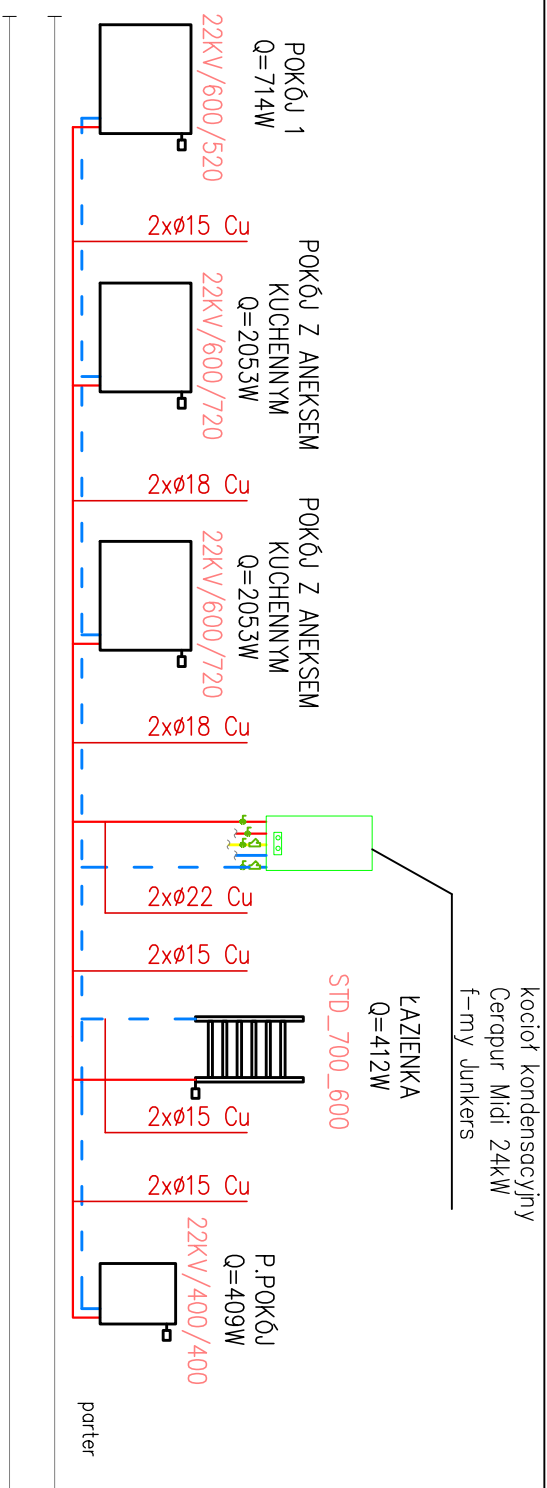 POKÓJ 1
Q=714W
22KV/600/520
2xø15 Cu
POKÓJ Z ANEKSEM
KUCHENNYM
Q=2053W
22KV/600/720
2xø18 Cu
POKÓJ Z ANEKSEM
KUCHENNYM
Q=2053W
22KV/600/720
2xø18 Cu
kocioł kondensacyjny
Cerapur Midi 24kW
f-my Junkers
2xø22 Cu
2xø15 Cu
ŁAZIENKA
Q=412W
STD_700_600
2xø15 Cu
2xø15 Cu
P.POKÓJ
Q=409W
22KV/400/400
parter